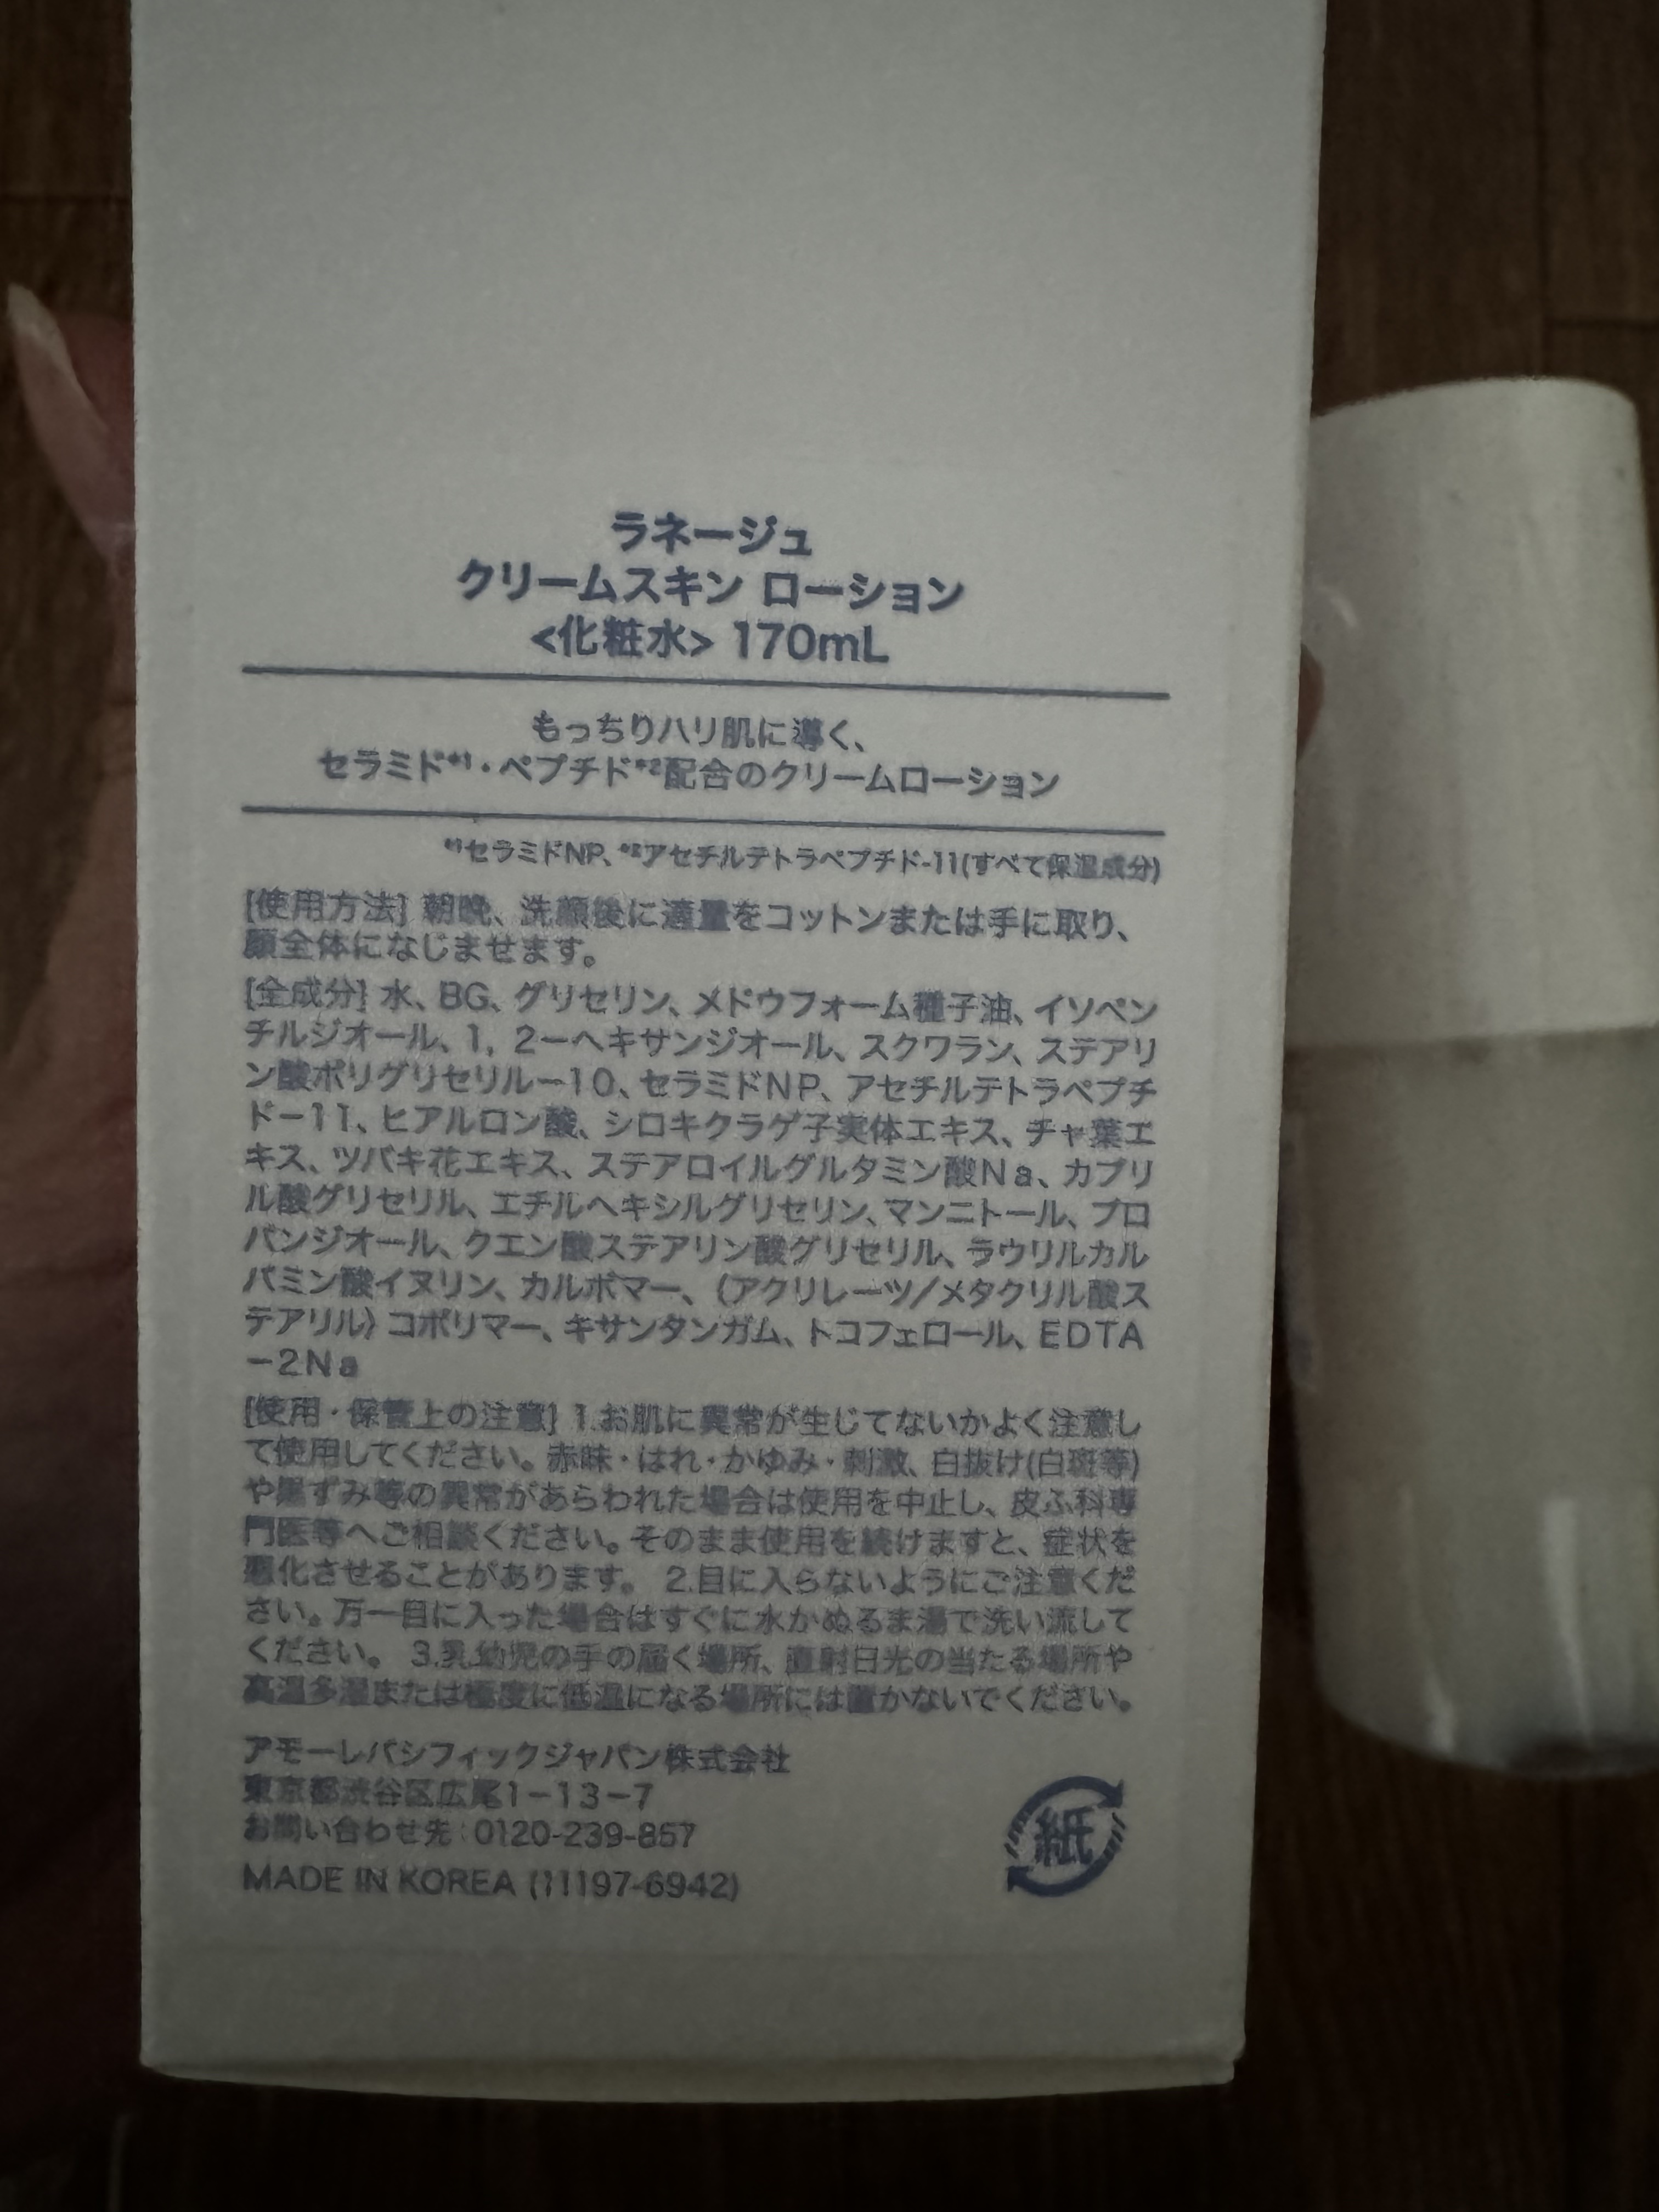 ラネージュ
クリームスキン ローション
<化粧水> 170mL
もっちりハリ肌に導く、
セラミド*1・ペプチド*2配合のクリームローション
*1セラミドNP、*2アセチルテトラペプチド-11(すべて保湿成分)
[使用方法] 朝晩、洗顔後に適量をコットンまたは手に取り、
顔全体になじませます。
[全成分] 水、BG、グリセリン、メドウフォーム種子油、イソペン
チルジオール、1, 2ーヘキサンジオール、スクワラン、ステアリ
ン酸ポリグリセリルー10、セラミドNP、アセチルテトラペプチ
ドー11、ヒアルロン酸、シロキクラゲ子実体エキス、チャ葉エ
キス、ツバキ花エキス、ステアロイルグルタミン酸Na、カプリ
ル酸グリセリル、エチルヘキシルグリセリン、マンニトール、プロ
パンジオール、クエン酸ステアリン酸グリセリル、ラウリルカル
バミン酸イヌリン、カルボマー、(アクリレーツ/メタクリル酸ス
テアリル) コポリマー、キサンタンガム、トコフェロール、EDTA
ー2Na
[使用・保管上の注意] 1.お肌に異常が生じてないかよく注意し
て使用してください。赤味・はれ・かゆみ・刺激、白抜け(白斑等)
や黒ずみ等の異常があらわれた場合は使用を中止し、皮ふ科専
門医等へご相談ください。そのまま使用を続けますと、症状を
悪化させることがあります。 2.目に入らないようにご注意くだ
さい。万一目に入った場合はすぐに水かぬるま湯で洗い流して
ください。 3.乳幼児の手の届く場所、直射日光の当たる場所や
高温多湿または極度に低温になる場所には置かないでください。
アモーレパシフィックジャパン株式会社
東京都渋谷区広尾1-13-7
お問い合わせ先:0120-239-857
MADE IN KOREA (11197-6942)
紙